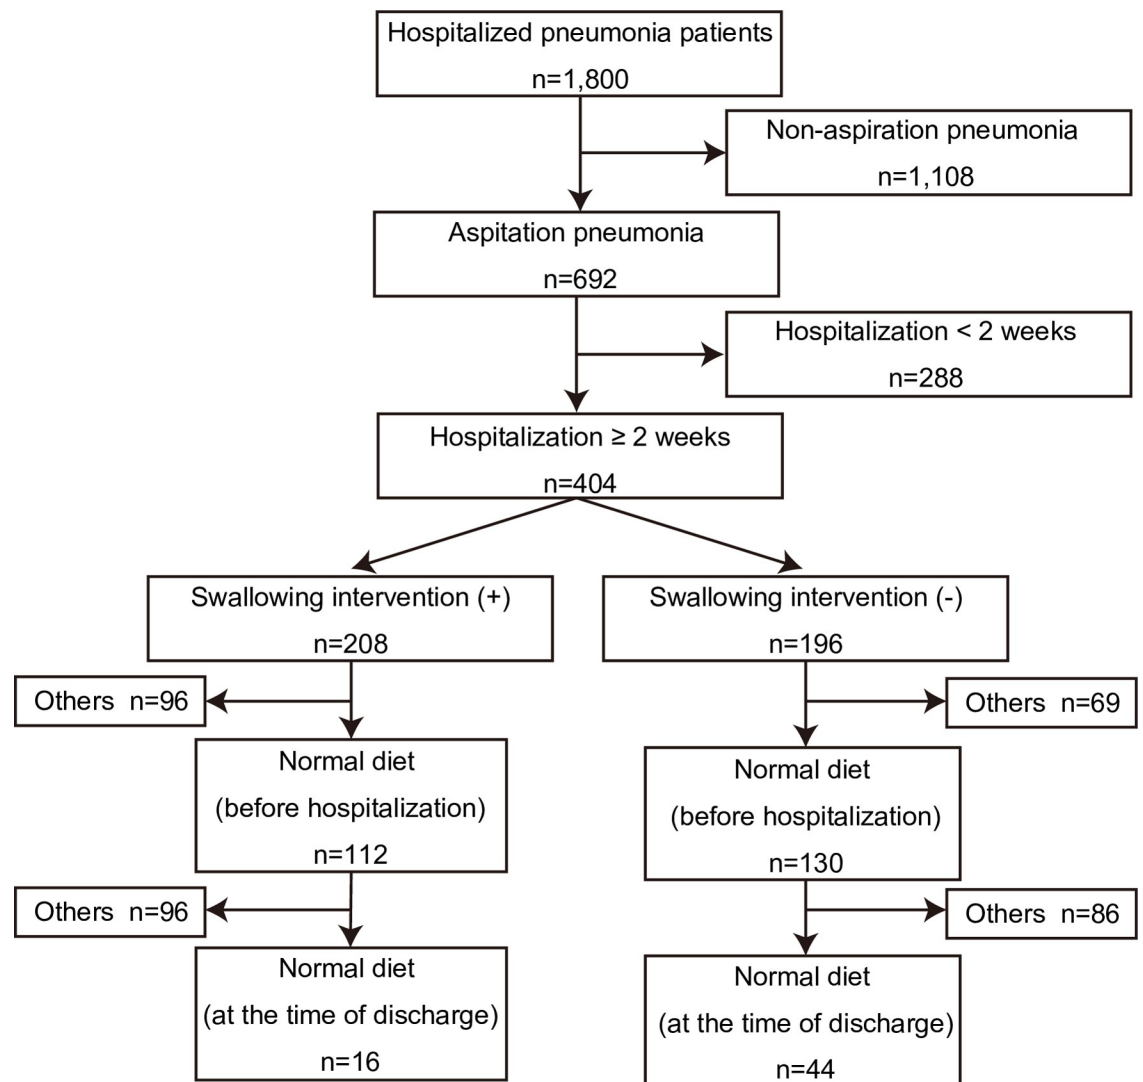 Hospitalized pneumonia patients
n=1,800
Non-aspiration pneumonia
n=1,108
Aspitation pneumonia
n=692
Hospitalization < 2 weeks
n=288
Hospitalization ≥ 2 weeks
n=404
Swallowing intervention (+)
n=208
Swallowing intervention (-)
n=196
Others n=96
Others n=69
Normal diet
(before hospitalization)
n=112
Normal diet
(before hospitalization)
n=130
Others n=96
Others n=86
Normal diet
(at the time of discharge)
n=16
Normal diet
(at the time of discharge)
n=44